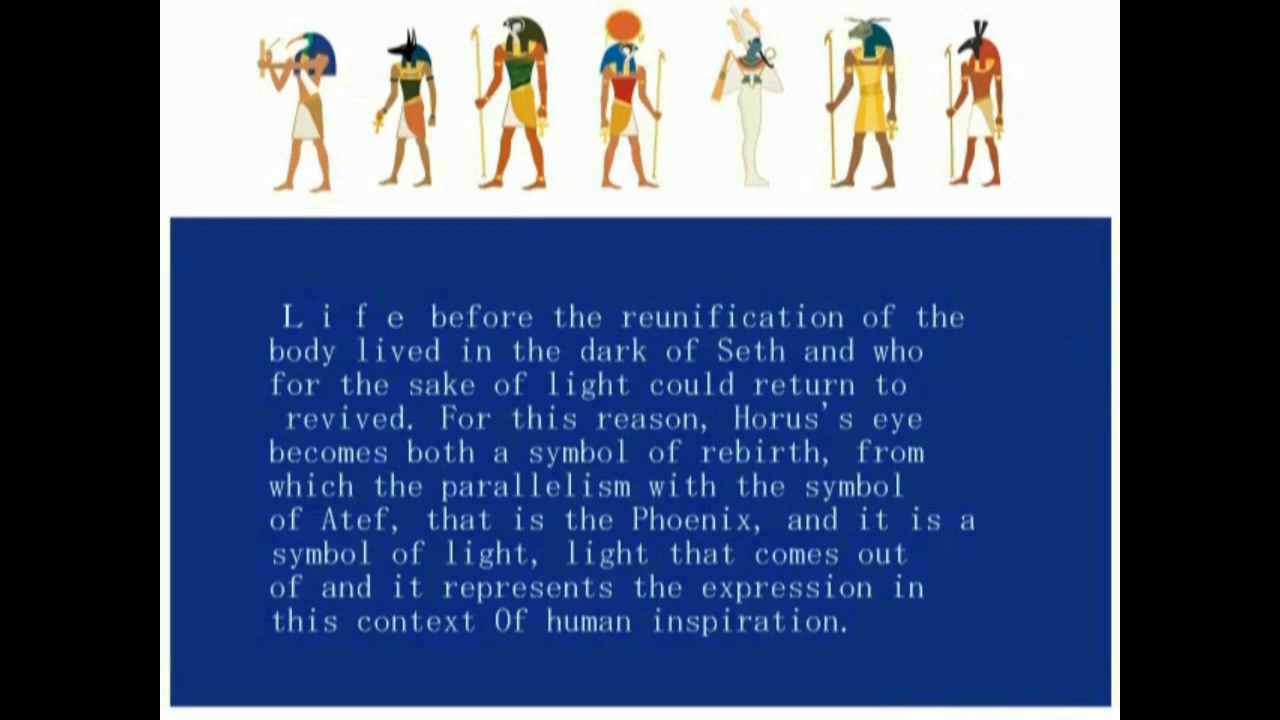 L i f e before the reunification of the
body lived in the dark of Seth and who
for the sake of light could return to
revived. For this reason, Horus's eye
becomes both a symbol of rebirth, from
which the parallelism with the symbol
of Atef, that is the Phoenix, and it is a
symbol of light, light that comes out
of and it represents the expression in
this context Of human inspiration.